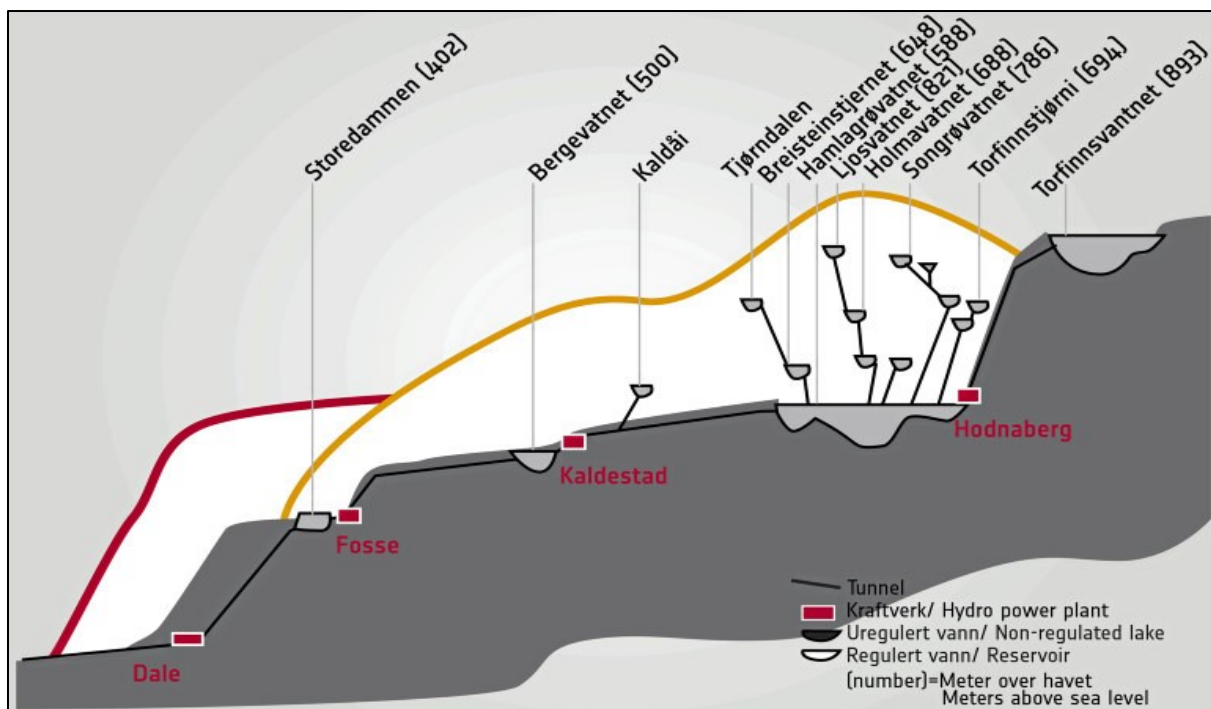 Storedammen (402)
Bergevatnet (500)
Kaldåi
Tjørndalen
Breisteinstjernet (648)
Hamlagrøvatnet (588)
Ljosvatnet (821)
Holmavatnet (688)
Songrøvatnet (786)
Torfinnstjørni (694)
Torfinnsvantnet (893)
Hodnaberg
Kaldestad
Fosse
Dale
Tunnel
Kraftverk/ Hydro power plant
Uregulert vann/ Non-regulated lake
Regulert vann/ Reservoir
(number)=Meter over havet
Meters above sea level